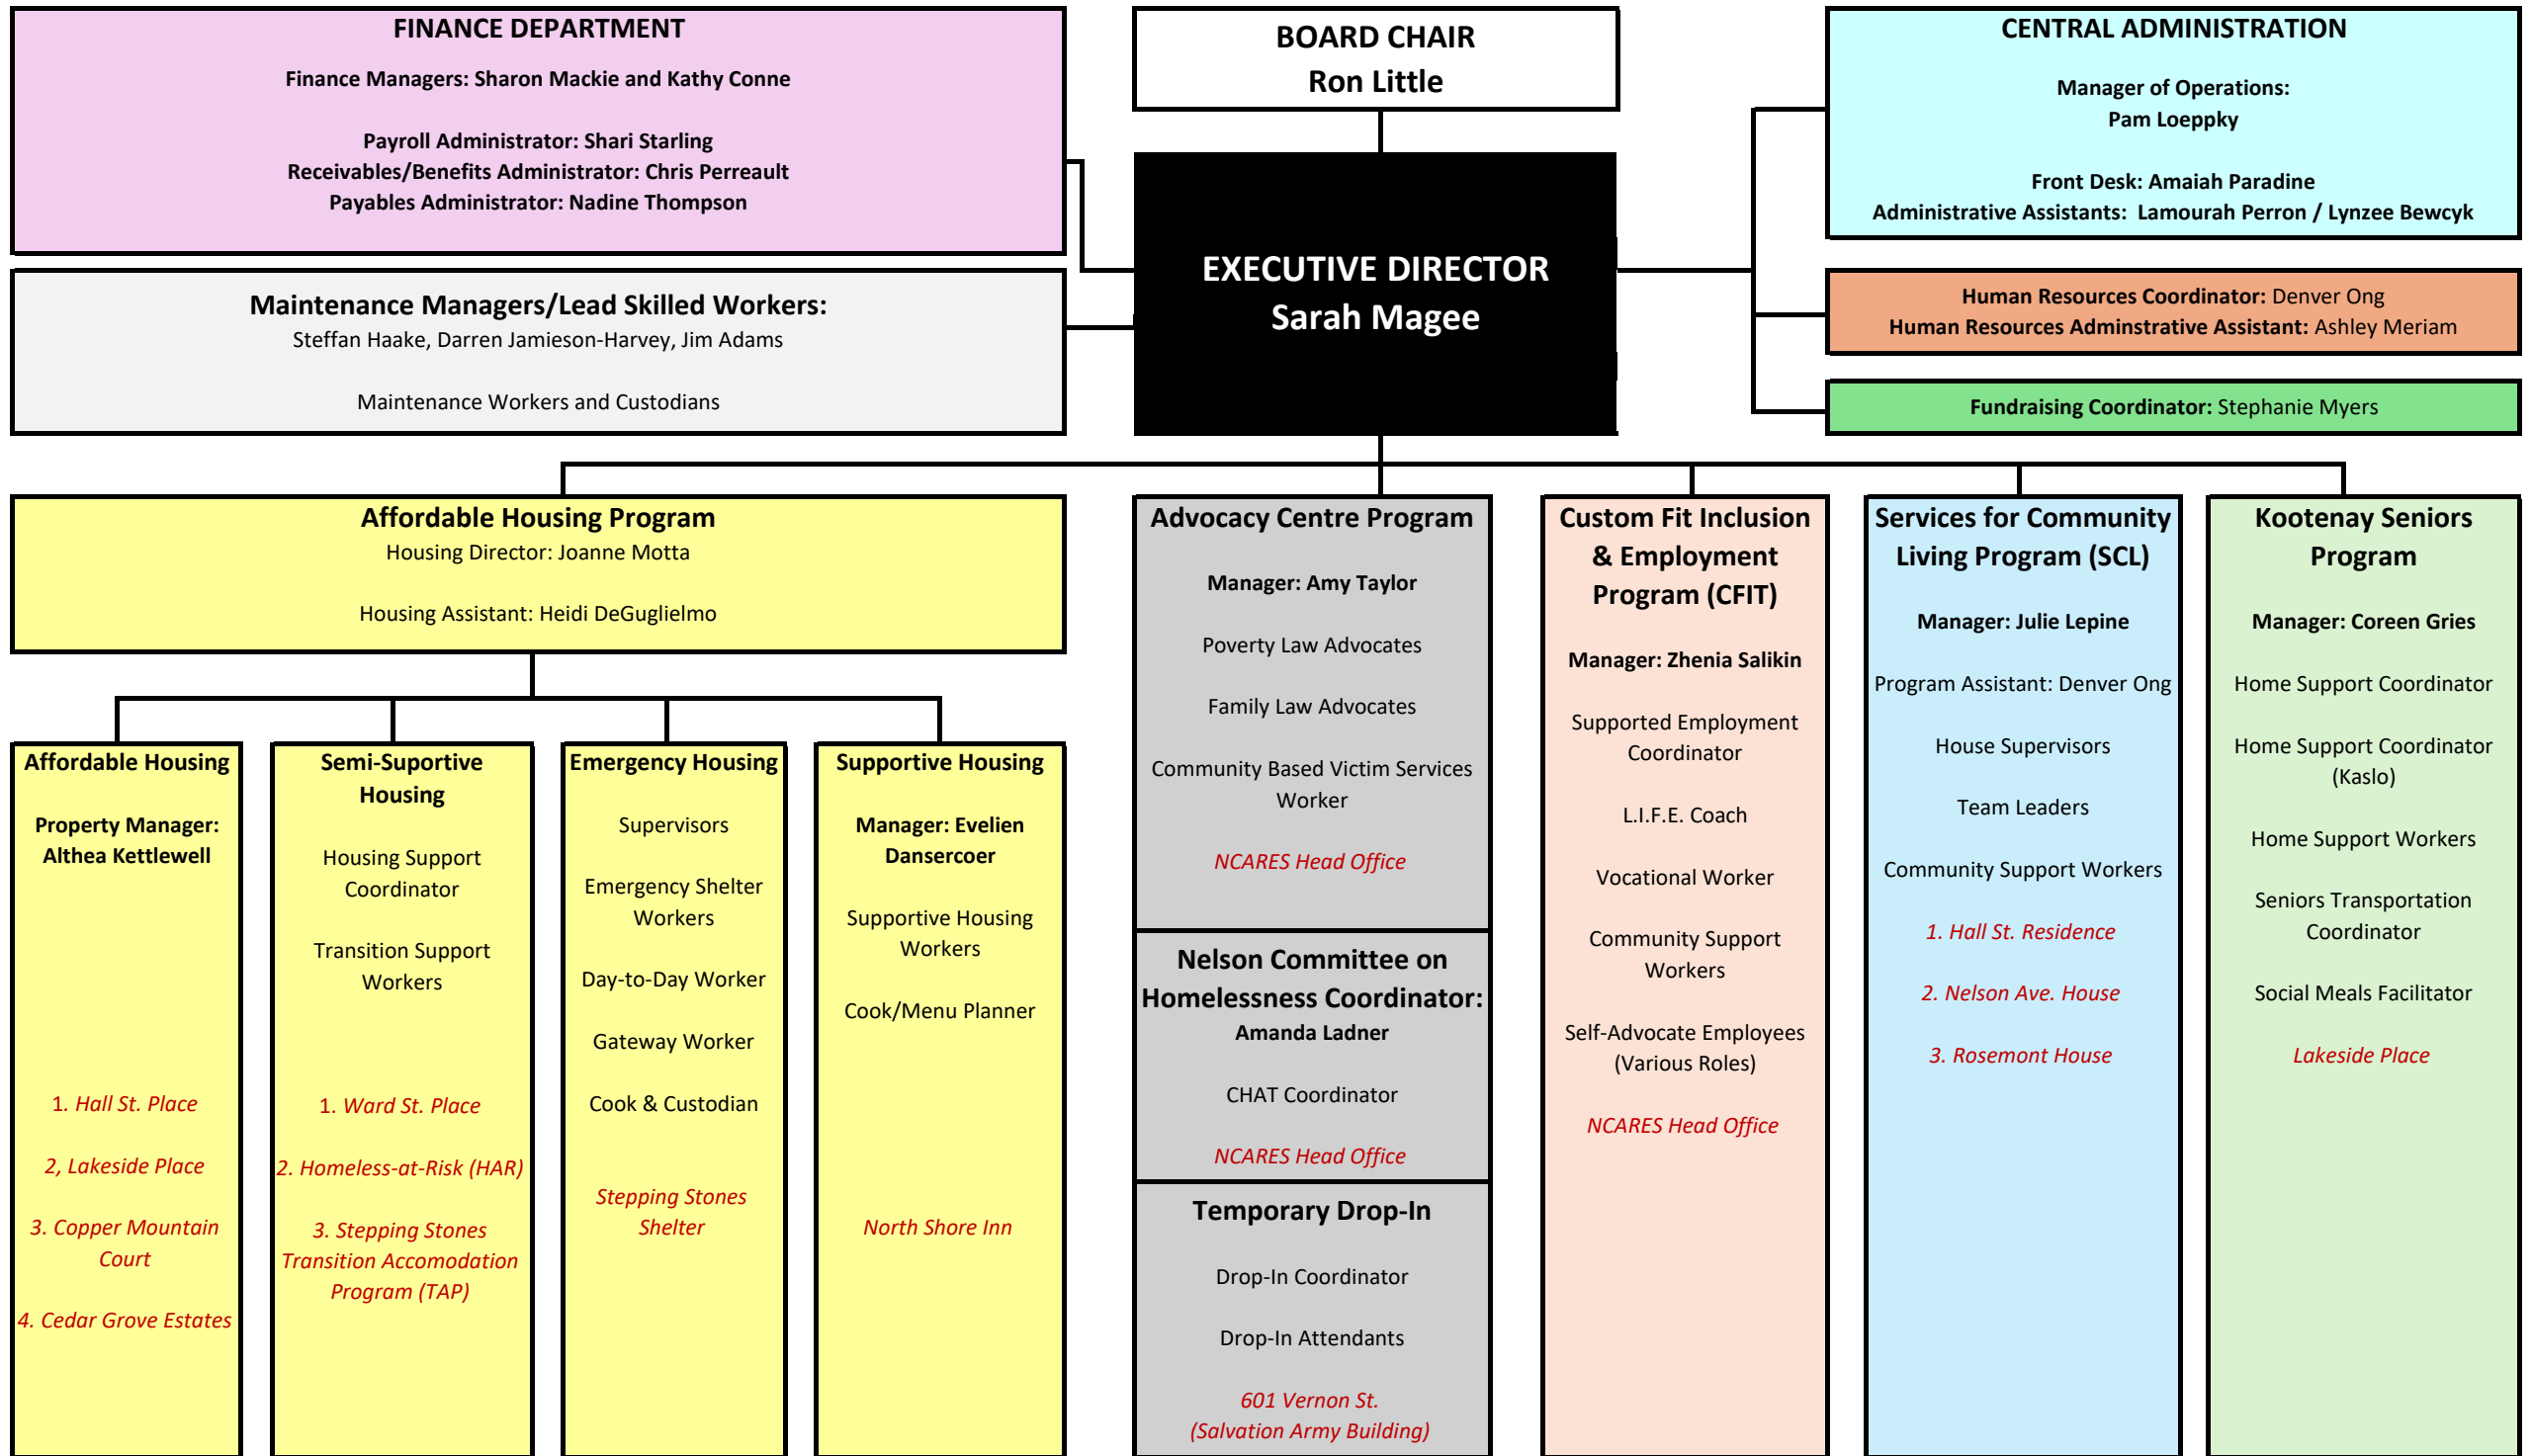 FINANCE DEPARTMENT
Finance Managers: Sharon Mackie and Kathy Conne
Payroll Administrator: Shari Starling
Receivables/Benefits Administrator: Chris Perreault
Payables Administrator: Nadine Thompson
BOARD CHAIR
Ron Little
CENTRAL ADMINISTRATION
Manager of Operations:
Pam Loeppky
Front Desk: Amaiah Paradine
Administrative Assistants:  Lamourah Perron / Lynzee Bewcyk
Maintenance Managers/Lead Skilled Workers:
Steffan Haake, Darren Jamieson-Harvey, Jim Adams
Maintenance Workers and Custodians
EXECUTIVE DIRECTOR
Sarah Magee
Human Resources Coordinator: Denver Ong
Human Resources Adminstrative Assistant: Ashley Meriam
Fundraising Coordinator: Stephanie Myers
Affordable Housing Program
Housing Director: Joanne Motta
Housing Assistant: Heidi DeGuglielmo
Affordable Housing
Property Manager:
Althea Kettlewell
1. Hall St. Place
2, Lakeside Place
3. Copper Mountain
Court
4. Cedar Grove Estates
Semi-Suportive
Housing
Housing Support
Coordinator
Transition Support
Workers
1. Ward St. Place
2. Homeless-at-Risk (HAR)
3. Stepping Stones
Transition Accomodation
Program (TAP)
Emergency Housing
Supervisors
Emergency Shelter
Workers
Day-to-Day Worker
Gateway Worker
Cook & Custodian
Stepping Stones
Shelter
Supportive Housing
Manager: Evelien
Dansercoer
Supportive Housing
Workers
Cook/Menu Planner
North Shore Inn
Advocacy Centre Program
Manager: Amy Taylor
Poverty Law Advocates
Family Law Advocates
Community Based Victim Services
Worker
NCARES Head Office
Nelson Committee on
Homelessness Coordinator:
Amanda Ladner
CHAT Coordinator
NCARES Head Office
Temporary Drop-In
Drop-In Coordinator
Drop-In Attendants
601 Vernon St.
(Salvation Army Building)
Custom Fit Inclusion
& Employment
Program (CFIT)
Manager: Zhenia Salikin
Supported Employment
Coordinator
L.I.F.E. Coach
Vocational Worker
Community Support
Workers
Self-Advocate Employees
(Various Roles)
NCARES Head Office
Services for Community
Living Program (SCL)
Manager: Julie Lepine
Program Assistant: Denver Ong
House Supervisors
Team Leaders
Community Support Workers
1. Hall St. Residence
2. Nelson Ave. House
3. Rosemont House
Kootenay Seniors
Program
Manager: Coreen Gries
Home Support Coordinator
Home Support Coordinator
(Kaslo)
Home Support Workers
Seniors Transportation
Coordinator
Social Meals Facilitator
Lakeside Place